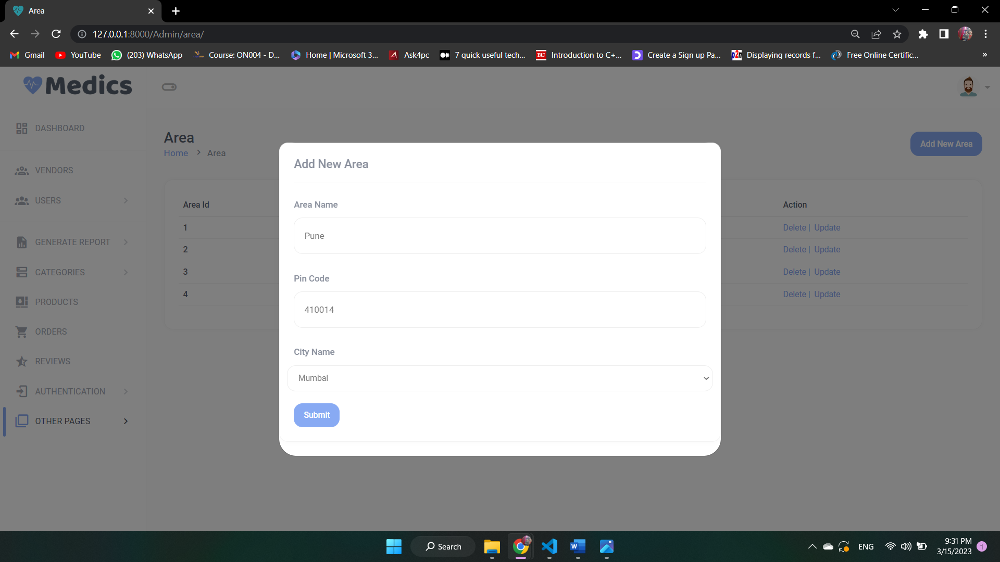 Area
127.0.0.1:8000/Admin/area/
Gmail
YouTube
(203) WhatsApp
Course: ON004 - D...
Home | Microsoft 3...
Ask4pc
7 quick useful tech...
BU
Introduction to C+...
Create a Sign up Pa...
p2n
Displaying records f...
Free Online Certific...
»
Medics
DASHBOARD
VENDORS
USERS
GENERATE REPORT
CATEGORIES
PRODUCTS
ORDERS
REVIEWS
AUTHENTICATION
OTHER PAGES
Area
Home > Area
Add New Area
Area Id
Action
1
Delete | Update
2
Delete | Update
3
Delete | Update
4
Delete | Update
Add New Area
Area Name
Pune
Pin Code
410014
City Name
Mumbai
Submit
Search
ENG
9:31 PM
3/15/2023
1